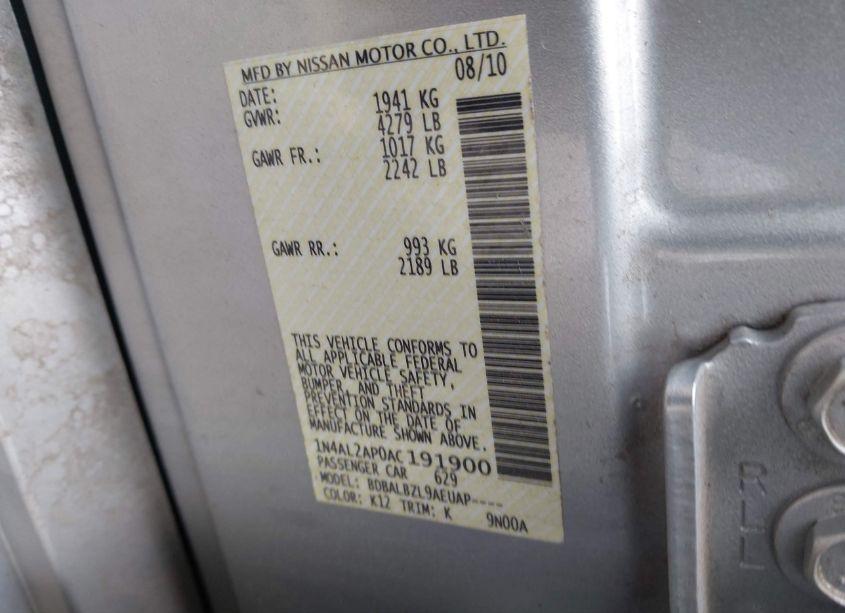 MFD BY NISSAN MOTOR CO., LTD.
DATE: 08/10
GVWR: 1941 KG
4279 LB
GAWR FR.: 1017 KG
2242 LB
GAWR RR.: 993 KG
2189 LB
THIS VEHICLE CONFORMS TO
ALL APPLICABLE FEDERAL
MOTOR VEHICLE SAFETY,
BUMPER, AND THEFT
PREVENTION STANDARDS IN
EFFECT ON THE DATE OF
MANUFACTURE SHOWN ABOVE.
1N4AL2AP0AC191900
PASSENGER CAR 629
MODEL: BDBALBZL9AEUAP----
COLOR: K12 TRIM: K 9N00A